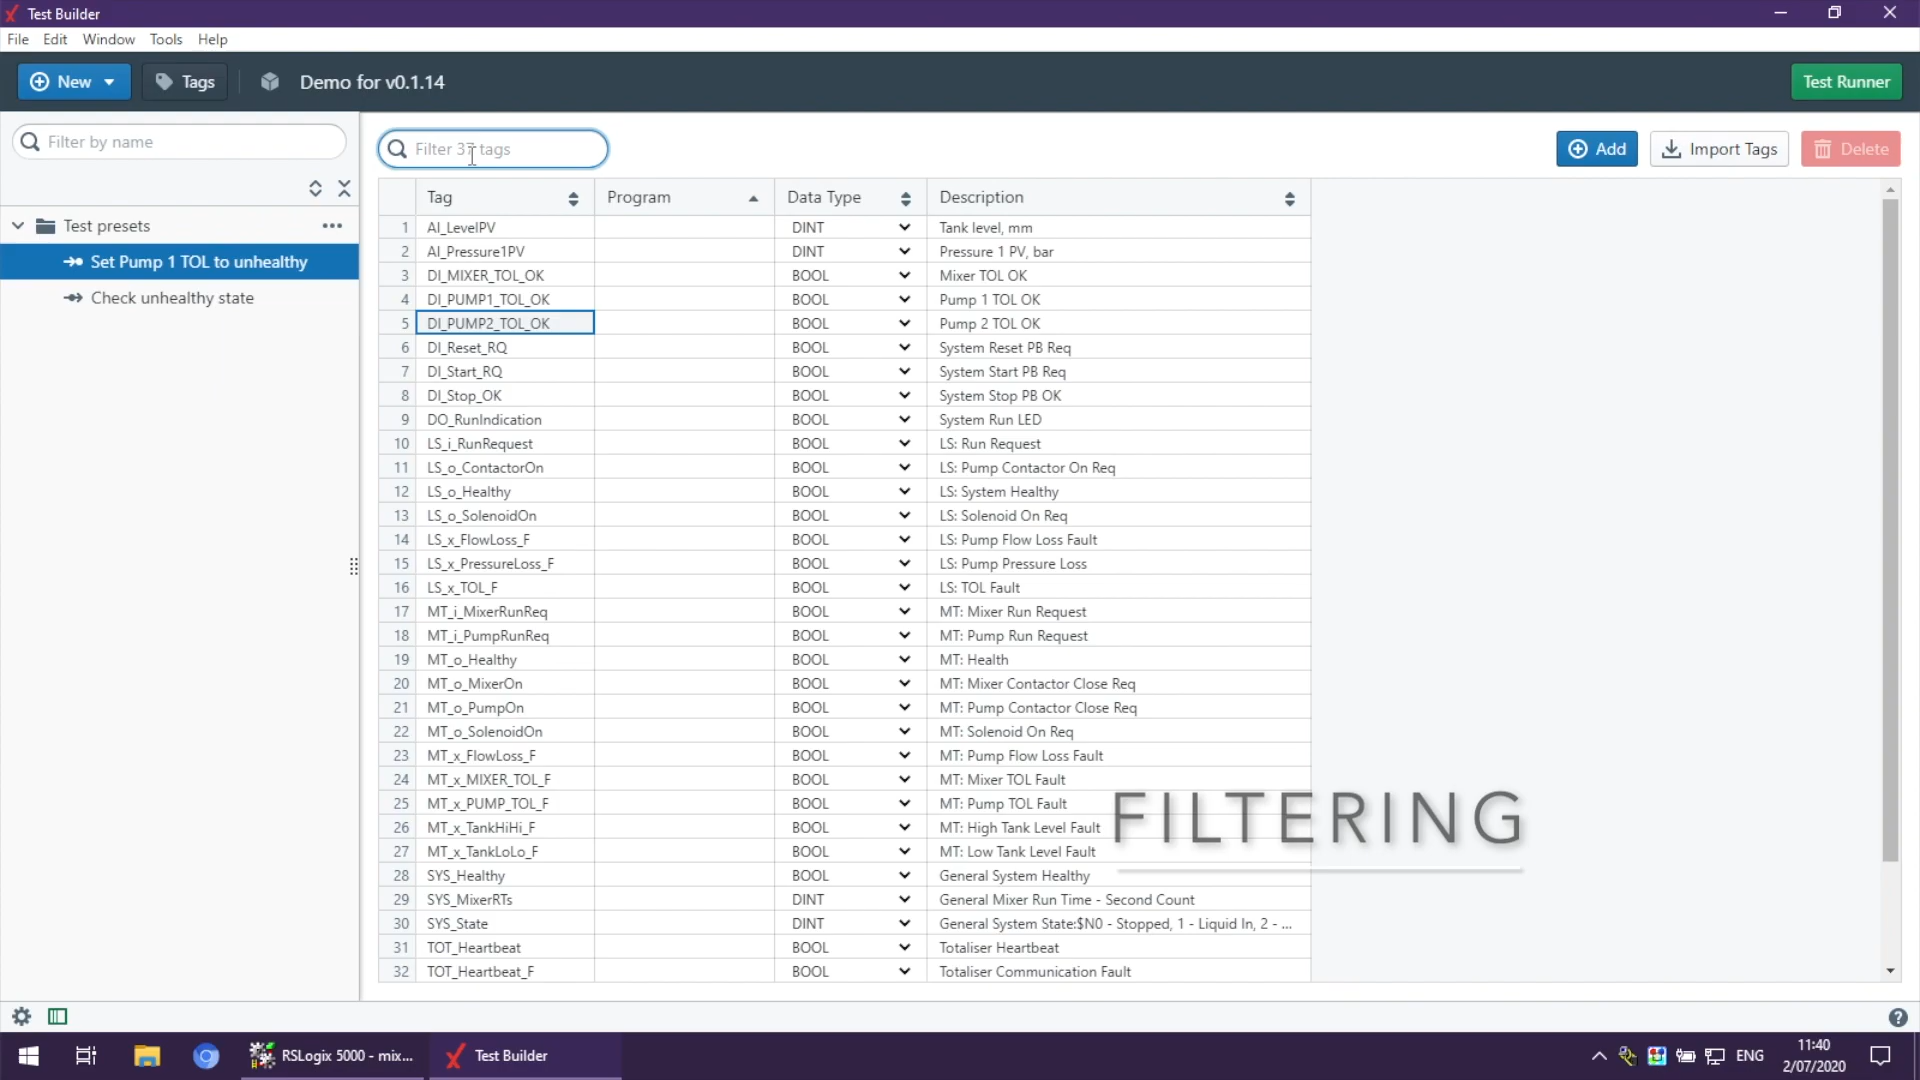 Test Builder
File Edit Window Tools Help
New Tags Demo for v0.1.14 Test Runner
Filter by name
Test presets
Set Pump 1 TOL to unhealthy
Check unhealthy state
Filter 37 tags Add Import Tags Delete
Tag Program Data Type Description
1 AI_LevelPV DINT Tank level, mm
2 AI_Pressure1PV DINT Pressure 1 PV, bar
3 DI_MIXER_TOL_OK BOOL Mixer TOL OK
4 DI_PUMP1_TOL_OK BOOL Pump 1 TOL OK
5 DI_PUMP2_TOL_OK BOOL Pump 2 TOL OK
6 DI_Reset_RQ BOOL System Reset PB Req
7 DI_Start_RQ BOOL System Start PB Req
8 DI_Stop_OK BOOL System Stop PB OK
9 DO_RunIndication BOOL System Run LED
10 LS_i_RunRequest BOOL LS: Run Request
11 LS_o_ContactorOn BOOL LS: Pump Contactor On Req
12 LS_o_Healthy BOOL LS: System Healthy
13 LS_o_SolenoidOn BOOL LS: Solenoid On Req
14 LS_x_FlowLoss_F BOOL LS: Pump Flow Loss Fault
15 LS_x_PressureLoss_F BOOL LS: Pump Pressure Loss
16 LS_x_TOL_F BOOL LS: TOL Fault
17 MT_i_MixerRunReq BOOL MT: Mixer Run Request
18 MT_i_PumpRunReq BOOL MT: Pump Run Request
19 MT_o_Healthy BOOL MT: Health
20 MT_o_MixerOn BOOL MT: Mixer Contactor Close Req
21 MT_o_PumpOn BOOL MT: Pump Contactor Close Req
22 MT_o_SolenoidOn BOOL MT: Solenoid On Req
23 MT_x_FlowLoss_F BOOL MT: Pump Flow Loss Fault
24 MT_x_MIXER_TOL_F BOOL MT: Mixer TOL Fault
25 MT_x_PUMP_TOL_F BOOL MT: Pump TOL Fault
26 MT_x_TankHiHi_F BOOL MT: High Tank Level Fault
27 MT_x_TankLoLo_F BOOL MT: Low Tank Level Fault
28 SYS_Healthy BOOL General System Healthy
29 SYS_MixerRTs DINT General Mixer Run Time - Second Count
30 SYS_State DINT General System State:$N0 - Stopped, 1 - Liquid In, 2 - ...
31 TOT_Heartbeat BOOL Totaliser Heartbeat
32 TOT_Heartbeat_F BOOL Totaliser Communication Fault
FILTERING
RSLogix 5000 - mix... Test Builder ENG 11:40
2/07/2020